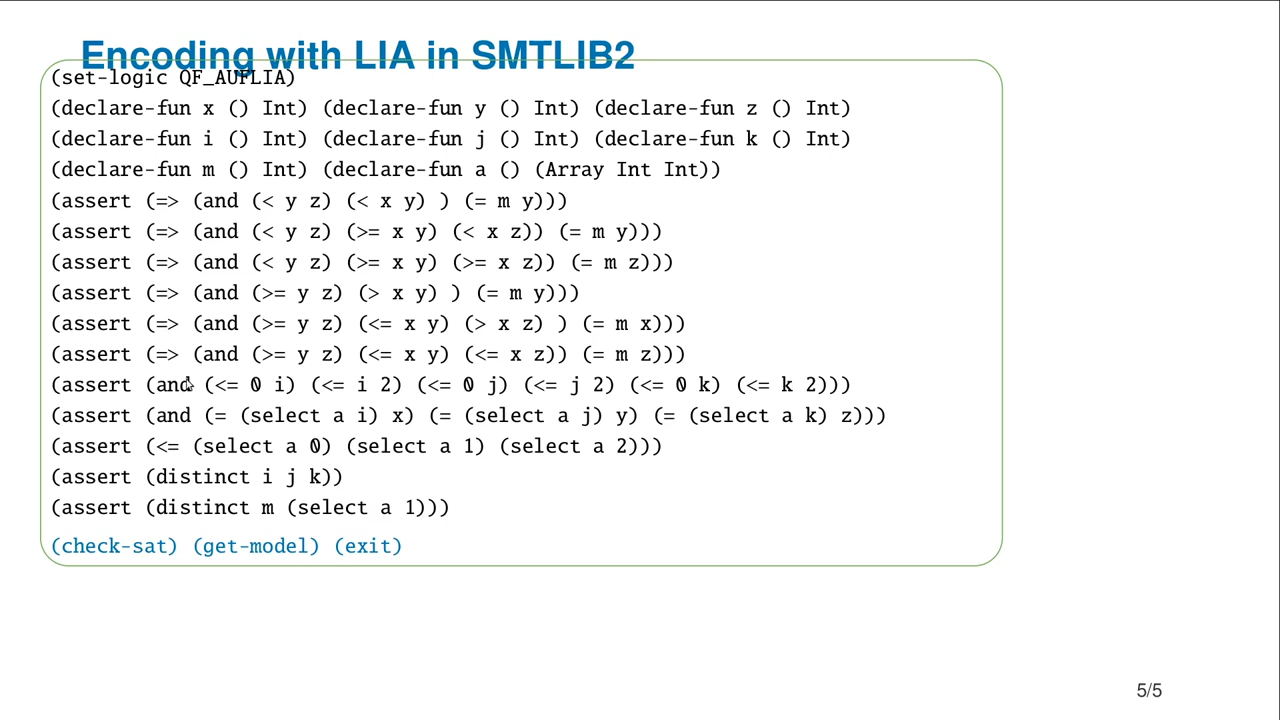 Encoding with LIA in SMTLIB2
(set-logic QF_AUFLIA)
(declare-fun x () Int) (declare-fun y () Int) (declare-fun z () Int)
(declare-fun i () Int) (declare-fun j () Int) (declare-fun k () Int)
(declare-fun m () Int) (declare-fun a () (Array Int Int))
(assert (=> (and (< y z) (< x y) ) (= m y)))
(assert (=> (and (< y z) (>= x y) (< x z)) (= m y)))
(assert (=> (and (< y z) (>= x y) (>= x z)) (= m z)))
(assert (=> (and (>= y z) (> x y) ) (= m y)))
(assert (=> (and (>= y z) (<= x y) (> x z) ) (= m x)))
(assert (=> (and (>= y z) (<= x y) (<= x z)) (= m z)))
(assert (and (<= 0 i) (<= i 2) (<= 0 j) (<= j 2) (<= 0 k) (<= k 2)))
(assert (and (= (select a i) x) (= (select a j) y) (= (select a k) z)))
(assert (<= (select a 0) (select a 1) (select a 2)))
(assert (distinct i j k))
(assert (distinct m (select a 1)))
(check-sat) (get-model) (exit)
5/5